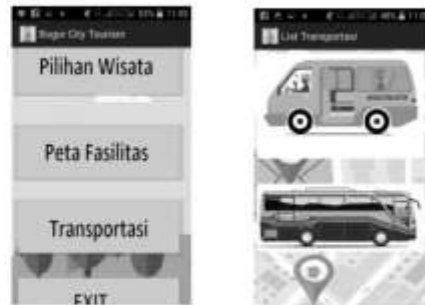 Bogor City Tourism
Pilihan Wisata
Peta Fasilitas
Transportasi
EXIT
List Transportasi